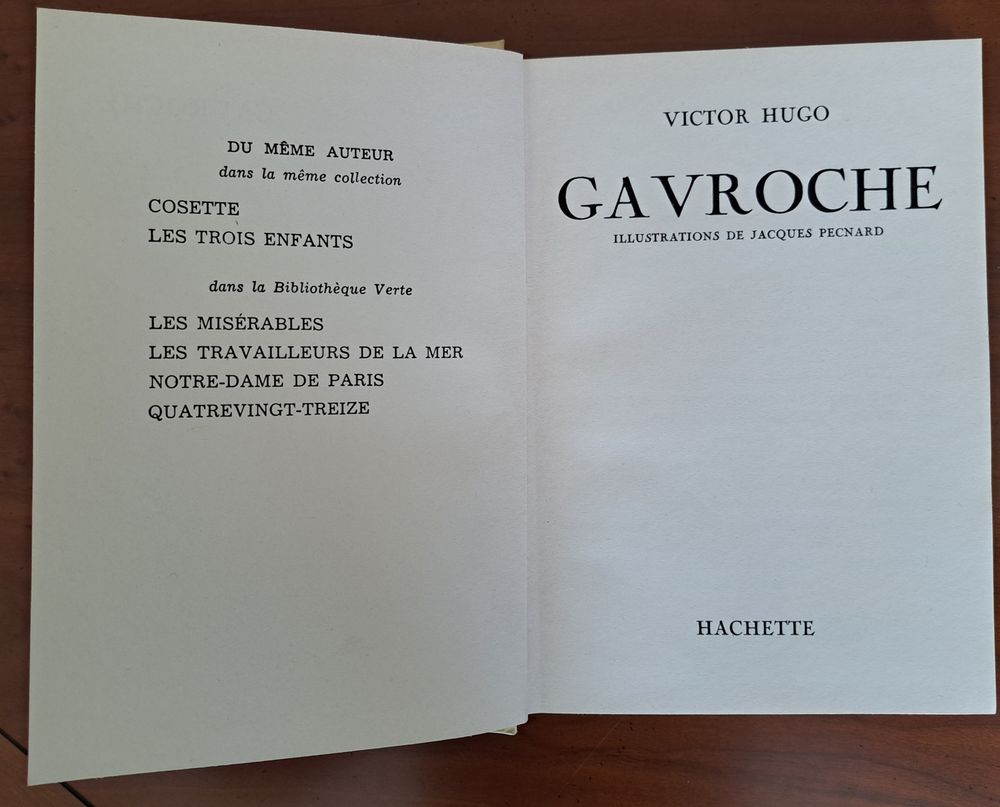 DU MÊME AUTEUR
dans la même collection
COSETTE
LES TROIS ENFANTS
dans la Bibliothèque Verte
LES MISÉRABLES
LES TRAVAILLEURS DE LA MER
NOTRE-DAME DE PARIS
QUATREVINGT-TREIZE
VICTOR HUGO
GAVROCHE
ILLUSTRATIONS DE JACQUES PECNARD
HACHETTE